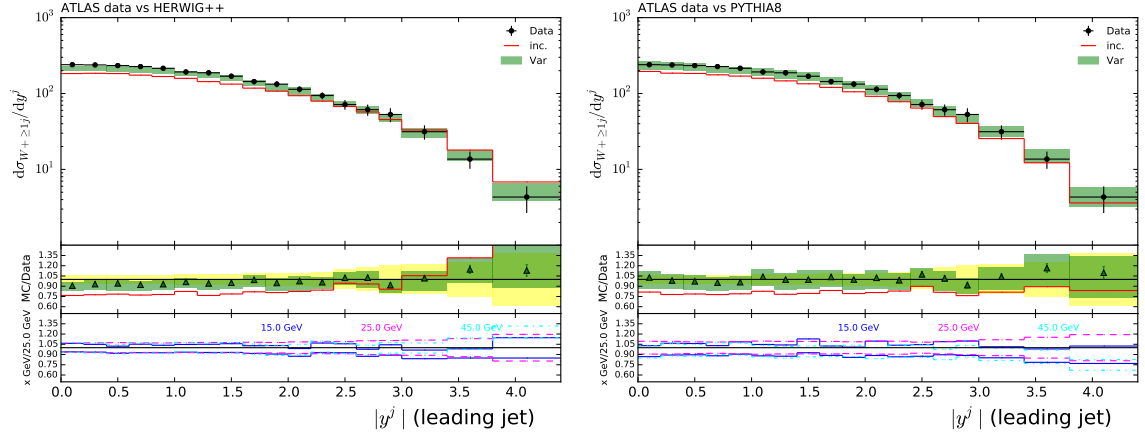 ATLAS data vs HERWIG++
10³
10²
10¹
dσ_{W+≥1j}/dy^j
Data
inc.
Var
MC/Data
1.35
1.20
1.05
0.90
0.75
0.60
x GeV/25.0 GeV
1.35
1.20
1.05
0.90
0.75
0.60
15.0 GeV
25.0 GeV
45.0 GeV
0.0 0.5 1.0 1.5 2.0 2.5 3.0 3.5 4.0
|y^j| (leading jet)
ATLAS data vs PYTHIA8
10³
10²
10¹
dσ_{W+≥1j}/dy^j
Data
inc.
Var
MC/Data
1.35
1.20
1.05
0.90
0.75
0.60
x GeV/25.0 GeV
1.35
1.20
1.05
0.90
0.75
0.60
15.0 GeV
25.0 GeV
45.0 GeV
0.0 0.5 1.0 1.5 2.0 2.5 3.0 3.5 4.0
|y^j| (leading jet)